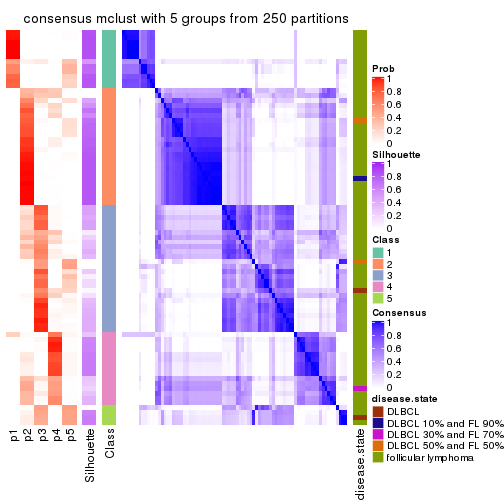 consensus mclust with 5 groups from 250 partitions
Prob
1
0.8
0.6
0.4
0.2
0
Silhouette
1
0.8
0.6
0.4
0.2
0
Class
1
2
3
4
5
Consensus
1
0.8
0.6
0.4
0.2
0
disease.state
DLBCL
DLBCL 10% and FL 90%
DLBCL 30% and FL 70%
DLBCL 50% and FL 50%
follicular lymphoma
p1
p2
p3
p4
p5
Silhouette
Class
disease.state